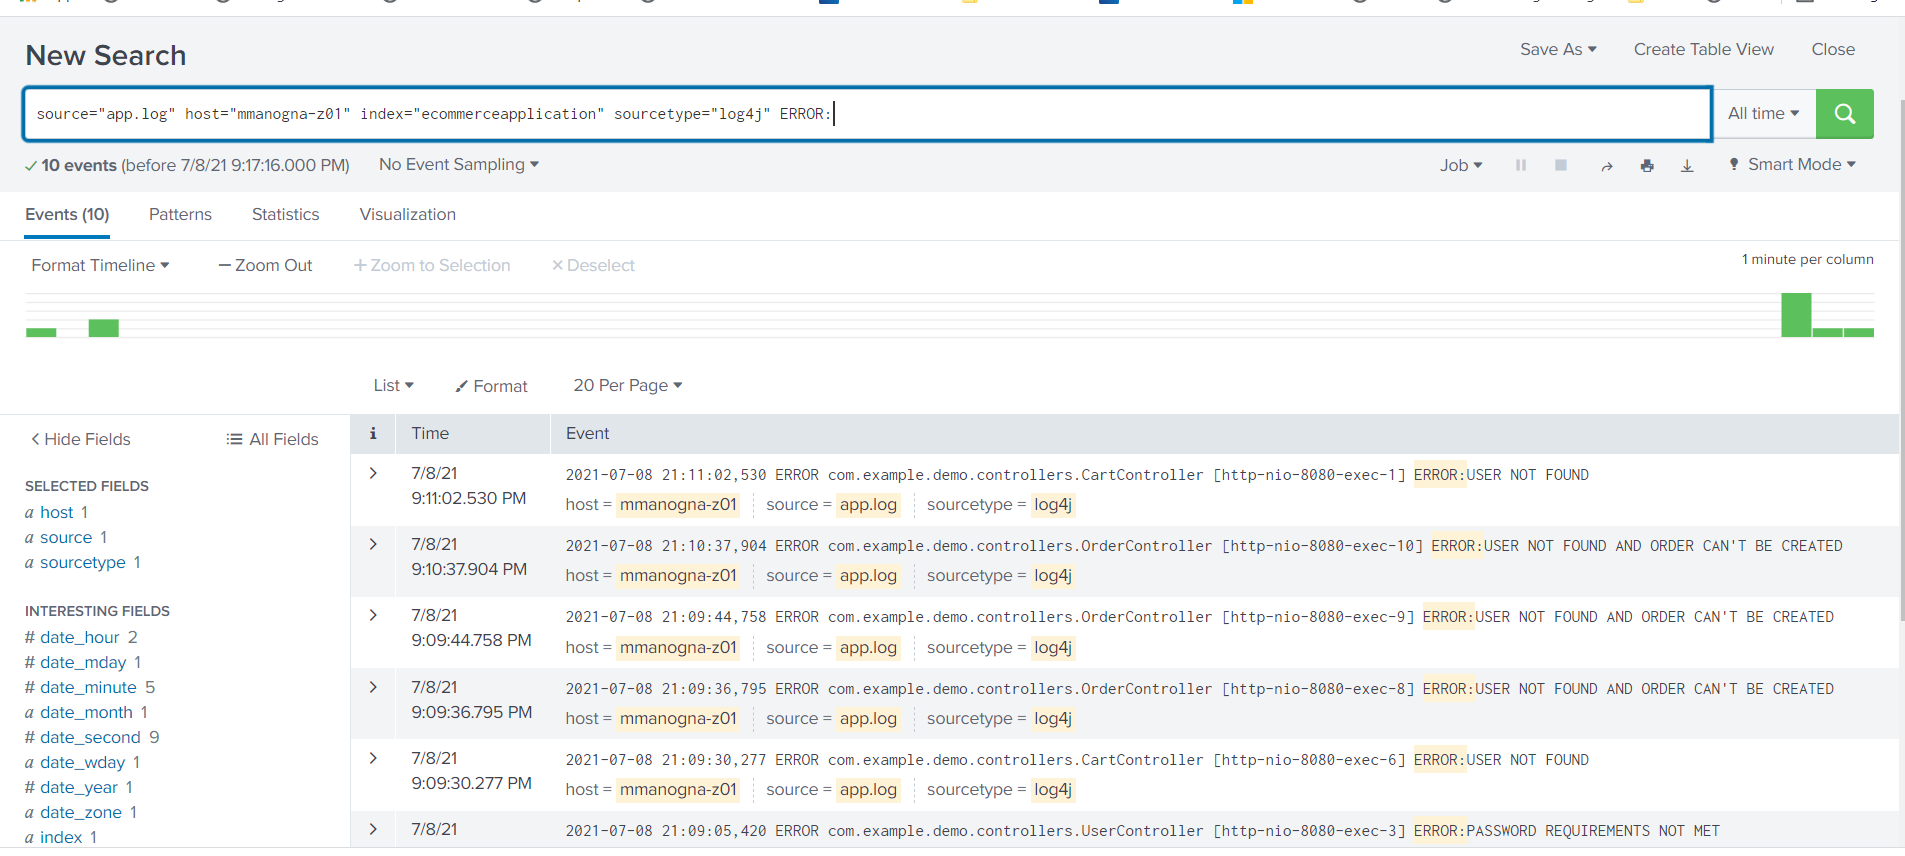 New Search
Save As
Create Table View
Close
source="app.log" host="mmanogna-z01" index="ecommerceapplication" sourcetype="log4j" ERROR:
All time
10 events (before 7/8/21 9:17:16.000 PM)
No Event Sampling
Job
Smart Mode
Events (10)
Patterns
Statistics
Visualization
Format Timeline
Zoom Out
Zoom to Selection
Deselect
1 minute per column
List
Format
20 Per Page
Hide Fields
All Fields
SELECTED FIELDS
a host 1
a source 1
a sourcetype 1
INTERESTING FIELDS
# date_hour 2
# date_mday 1
# date_minute 5
a date_month 1
# date_second 9
a date_wday 1
# date_year 1
a date_zone 1
a index 1
i Time Event
7/8/21
9:11:02.530 PM
2021-07-08 21:11:02,530 ERROR com.example.demo.controllers.CartController [http-nio-8080-exec-1] ERROR:USER NOT FOUND
host = mmanogna-z01 source = app.log sourcetype = log4j
7/8/21
9:10:37.904 PM
2021-07-08 21:10:37,904 ERROR com.example.demo.controllers.OrderController [http-nio-8080-exec-10] ERROR:USER NOT FOUND AND ORDER CAN'T BE CREATED
host = mmanogna-z01 source = app.log sourcetype = log4j
7/8/21
9:09:44.758 PM
2021-07-08 21:09:44,758 ERROR com.example.demo.controllers.OrderController [http-nio-8080-exec-9] ERROR:USER NOT FOUND AND ORDER CAN'T BE CREATED
host = mmanogna-z01 source = app.log sourcetype = log4j
7/8/21
9:09:36.795 PM
2021-07-08 21:09:36,795 ERROR com.example.demo.controllers.OrderController [http-nio-8080-exec-8] ERROR:USER NOT FOUND AND ORDER CAN'T BE CREATED
host = mmanogna-z01 source = app.log sourcetype = log4j
7/8/21
9:09:30.277 PM
2021-07-08 21:09:30,277 ERROR com.example.demo.controllers.CartController [http-nio-8080-exec-6] ERROR:USER NOT FOUND
host = mmanogna-z01 source = app.log sourcetype = log4j
7/8/21
2021-07-08 21:09:05,420 ERROR com.example.demo.controllers.UserController [http-nio-8080-exec-3] ERROR:PASSWORD REQUIREMENTS NOT MET